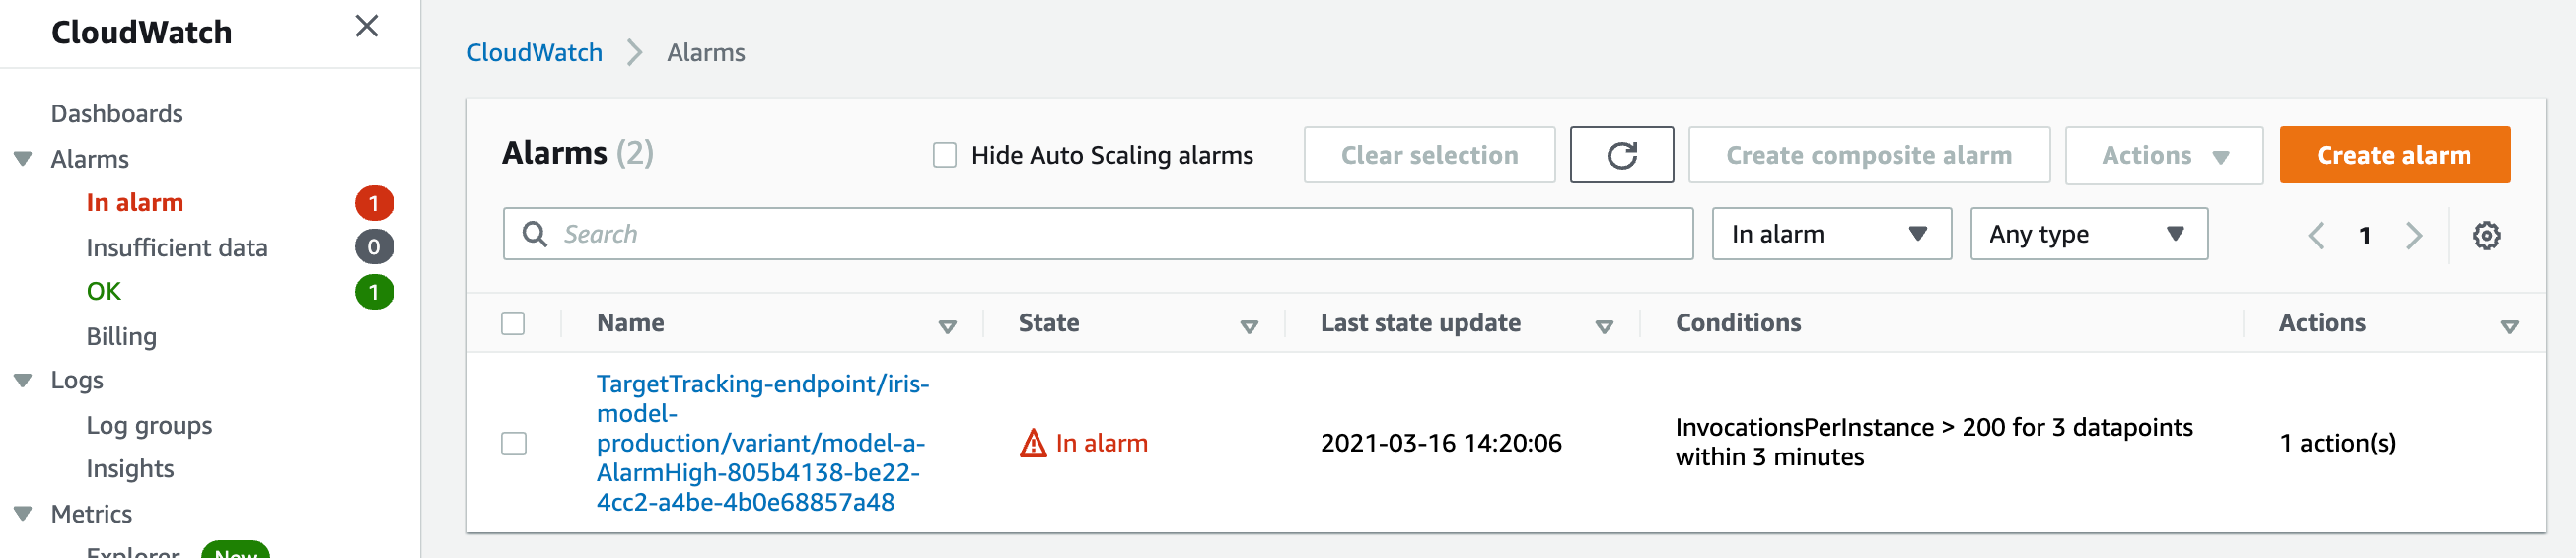 CloudWatch
Dashboards
Alarms
In alarm 1
Insufficient data 0
OK 1
Billing
Logs
Log groups
Insights
Metrics
Explorer New
CloudWatch Alarms
Alarms (2) Hide Auto Scaling alarms Clear selection Create composite alarm Actions Create alarm
Search In alarm Any type 1
Name State Last state update Conditions Actions
TargetTracking-endpoint/iris-
model-
production/variant/model-a-
AlarmHigh-805b4138-be22-
4cc2-a4be-4b0e68857a48
In alarm
2021-03-16 14:20:06
InvocationsPerInstance > 200 for 3 datapoints
within 3 minutes
1 action(s)